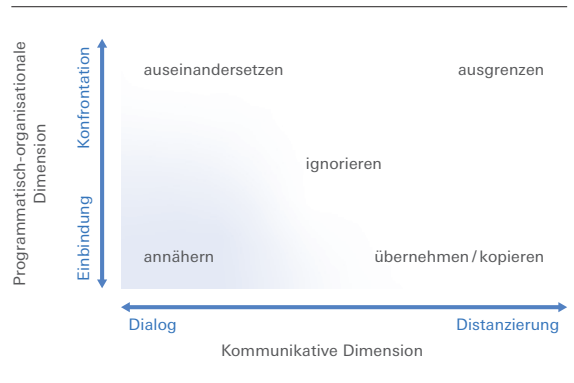 Programmatisch-organisationale
Dimension
Konfrontation
Einbindung
auseinandersetzen
ausgrenzen
ignorieren
annähern
übernehmen / kopieren
Dialog
Distanzierung
Kommunikative Dimension